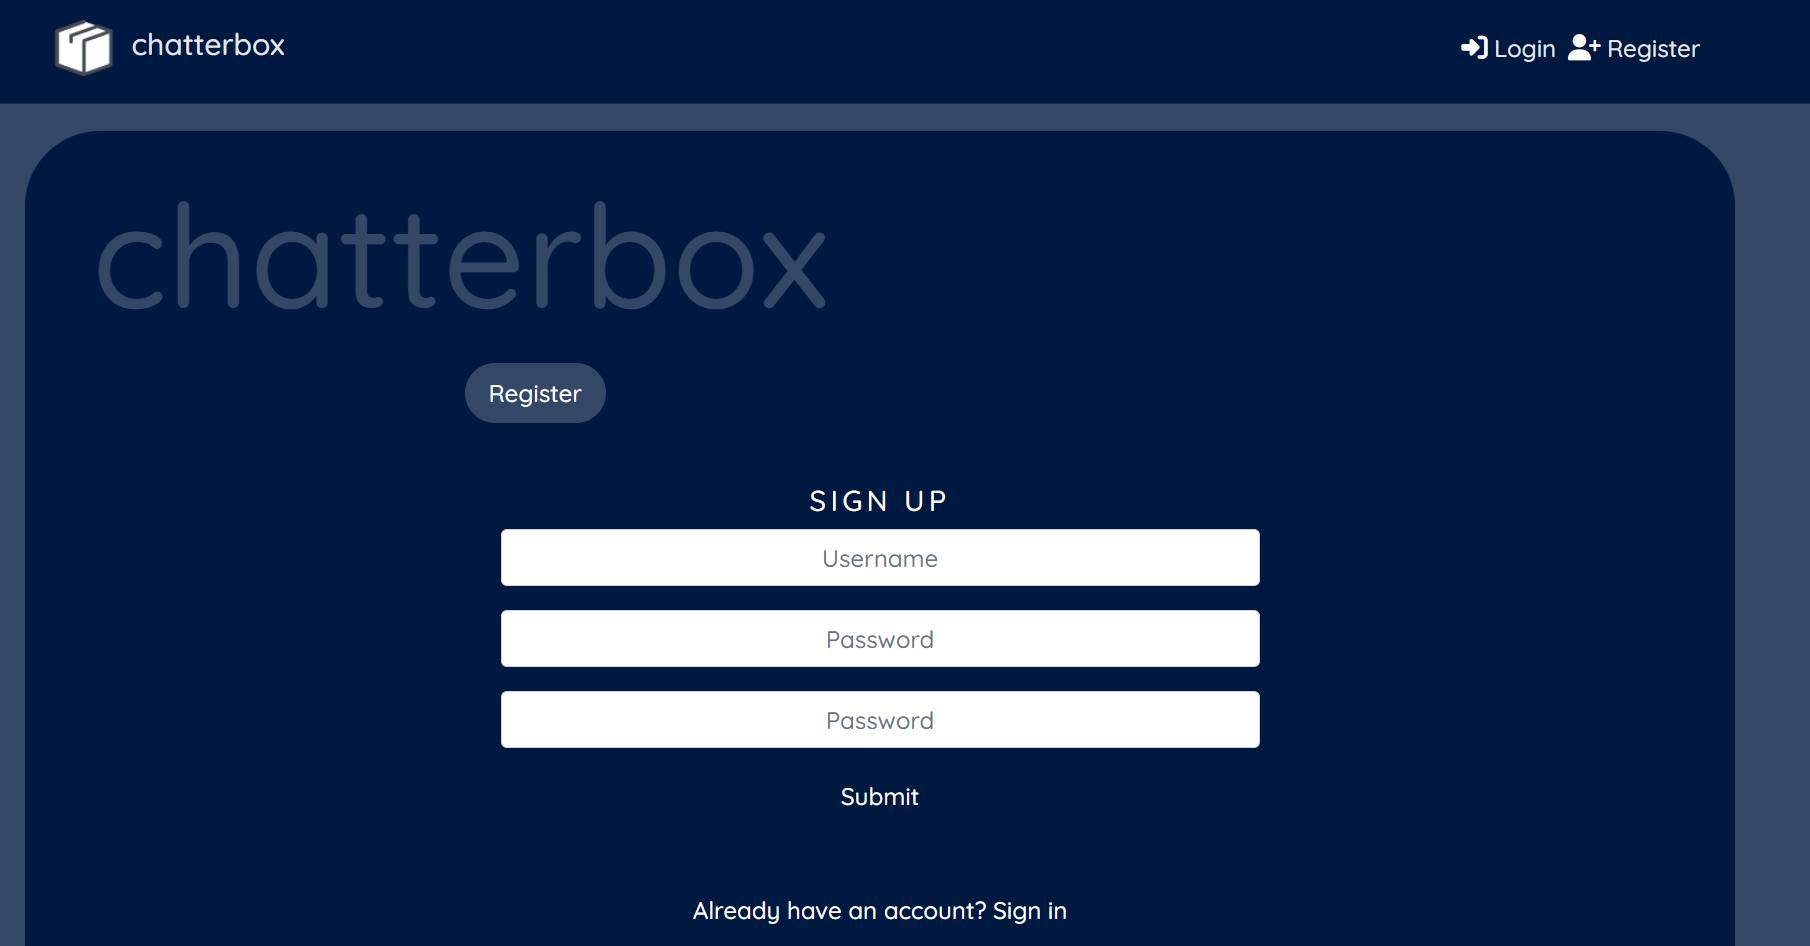 chatterbox
Login Register
chatterbox
Register
SIGN UP
Username
Password
Password
Submit
Already have an account? Sign in